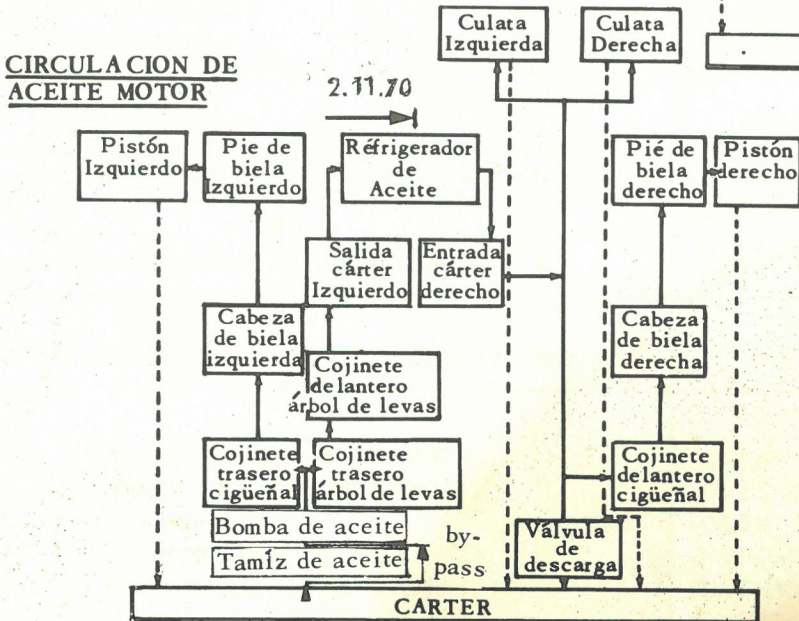 CIRCULACION DE
ACEITE MOTOR
2.11.70
Culata
Izquierda
Culata
Derecha
Pistón
Izquierdo
Pie de
biela
Izquierdo
Réfrigerador
de
Aceite
Pié de
biela
derecho
Pistón
derecho
Salida
cárter
Izquierdo
Entrada
cárter
derecho
Cabeza
de biela
izquierda
Cabeza
de biela
derecha
Cojinete
delantero
árbol de levas
Cojinete
trasero
cigüeñal
Cojinete
trasero
árbol de levas
Cojinete
delantero
cigüeñal
Bomba de aceite
Tamíz de aceite
by-
pass
Válvula
de
descarga
CARTER